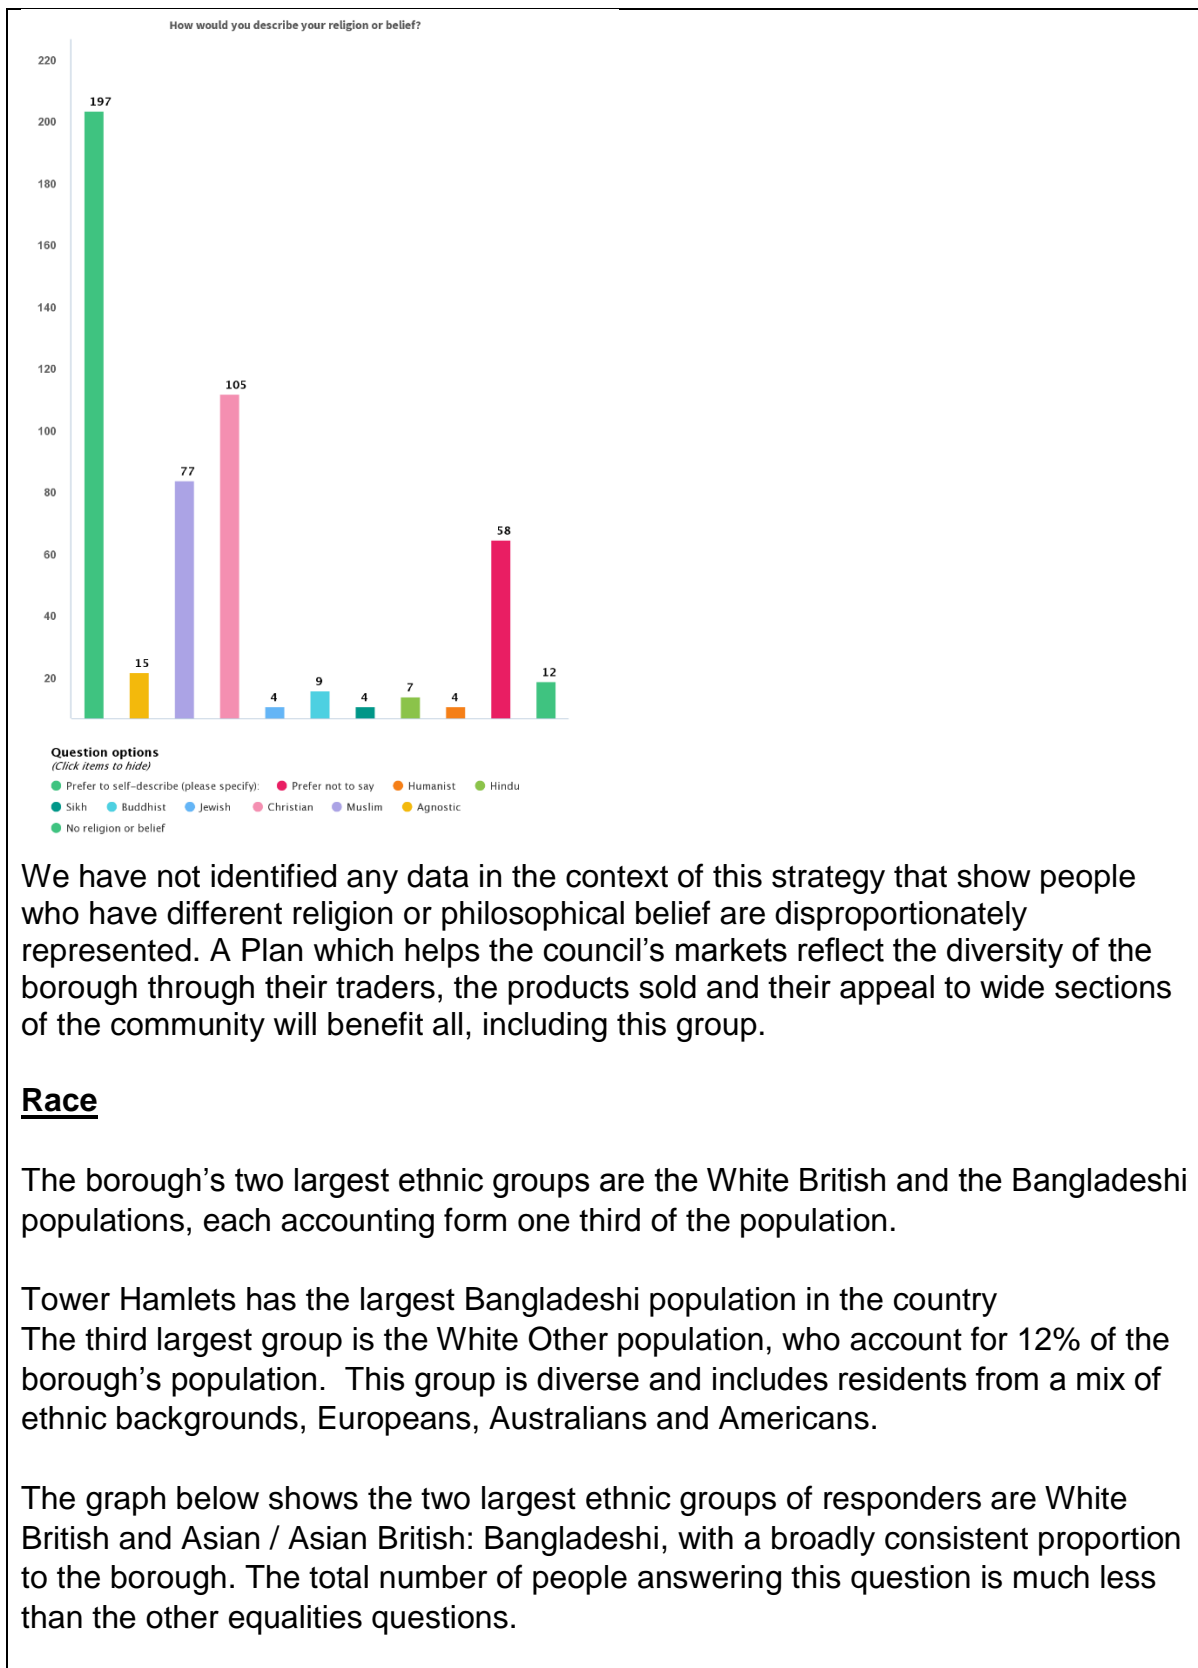 How would you describe your religion or belief?
220
200
180
160
140
120
100
80
60
40
20
197
15
77
105
4
9
4
7
4
58
12
Question options
(Click items to hide)
Prefer to self-describe (please specify): Prefer not to say Humanist Hindu
Sikh Buddhist Jewish Christian Muslim Agnostic
No religion or belief
We have not identified any data in the context of this strategy that show people
who have different religion or philosophical belief are disproportionately
represented. A Plan which helps the council’s markets reflect the diversity of the
borough through their traders, the products sold and their appeal to wide sections
of the community will benefit all, including this group.
Race
The borough’s two largest ethnic groups are the White British and the Bangladeshi
populations, each accounting form one third of the population.
Tower Hamlets has the largest Bangladeshi population in the country
The third largest group is the White Other population, who account for 12% of the
borough’s population.  This group is diverse and includes residents from a mix of
ethnic backgrounds, Europeans, Australians and Americans.
The graph below shows the two largest ethnic groups of responders are White
British and Asian / Asian British: Bangladeshi, with a broadly consistent proportion
to the borough. The total number of people answering this question is much less
than the other equalities questions.